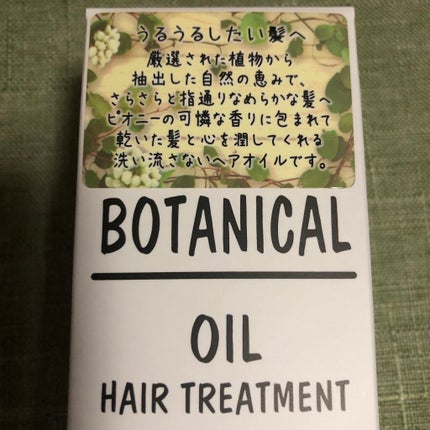 うるうるしたい髪へ
厳選された植物から
抽出した自然の恵みで、
さらさらと指通りなめらかな髪へ
ピオニーの可憐な香りに包まれて
乾いた髪と心を潤してくれる
洗い流さないヘアオイルです。
BOTANICAL
OIL
HAIR TREATMENT